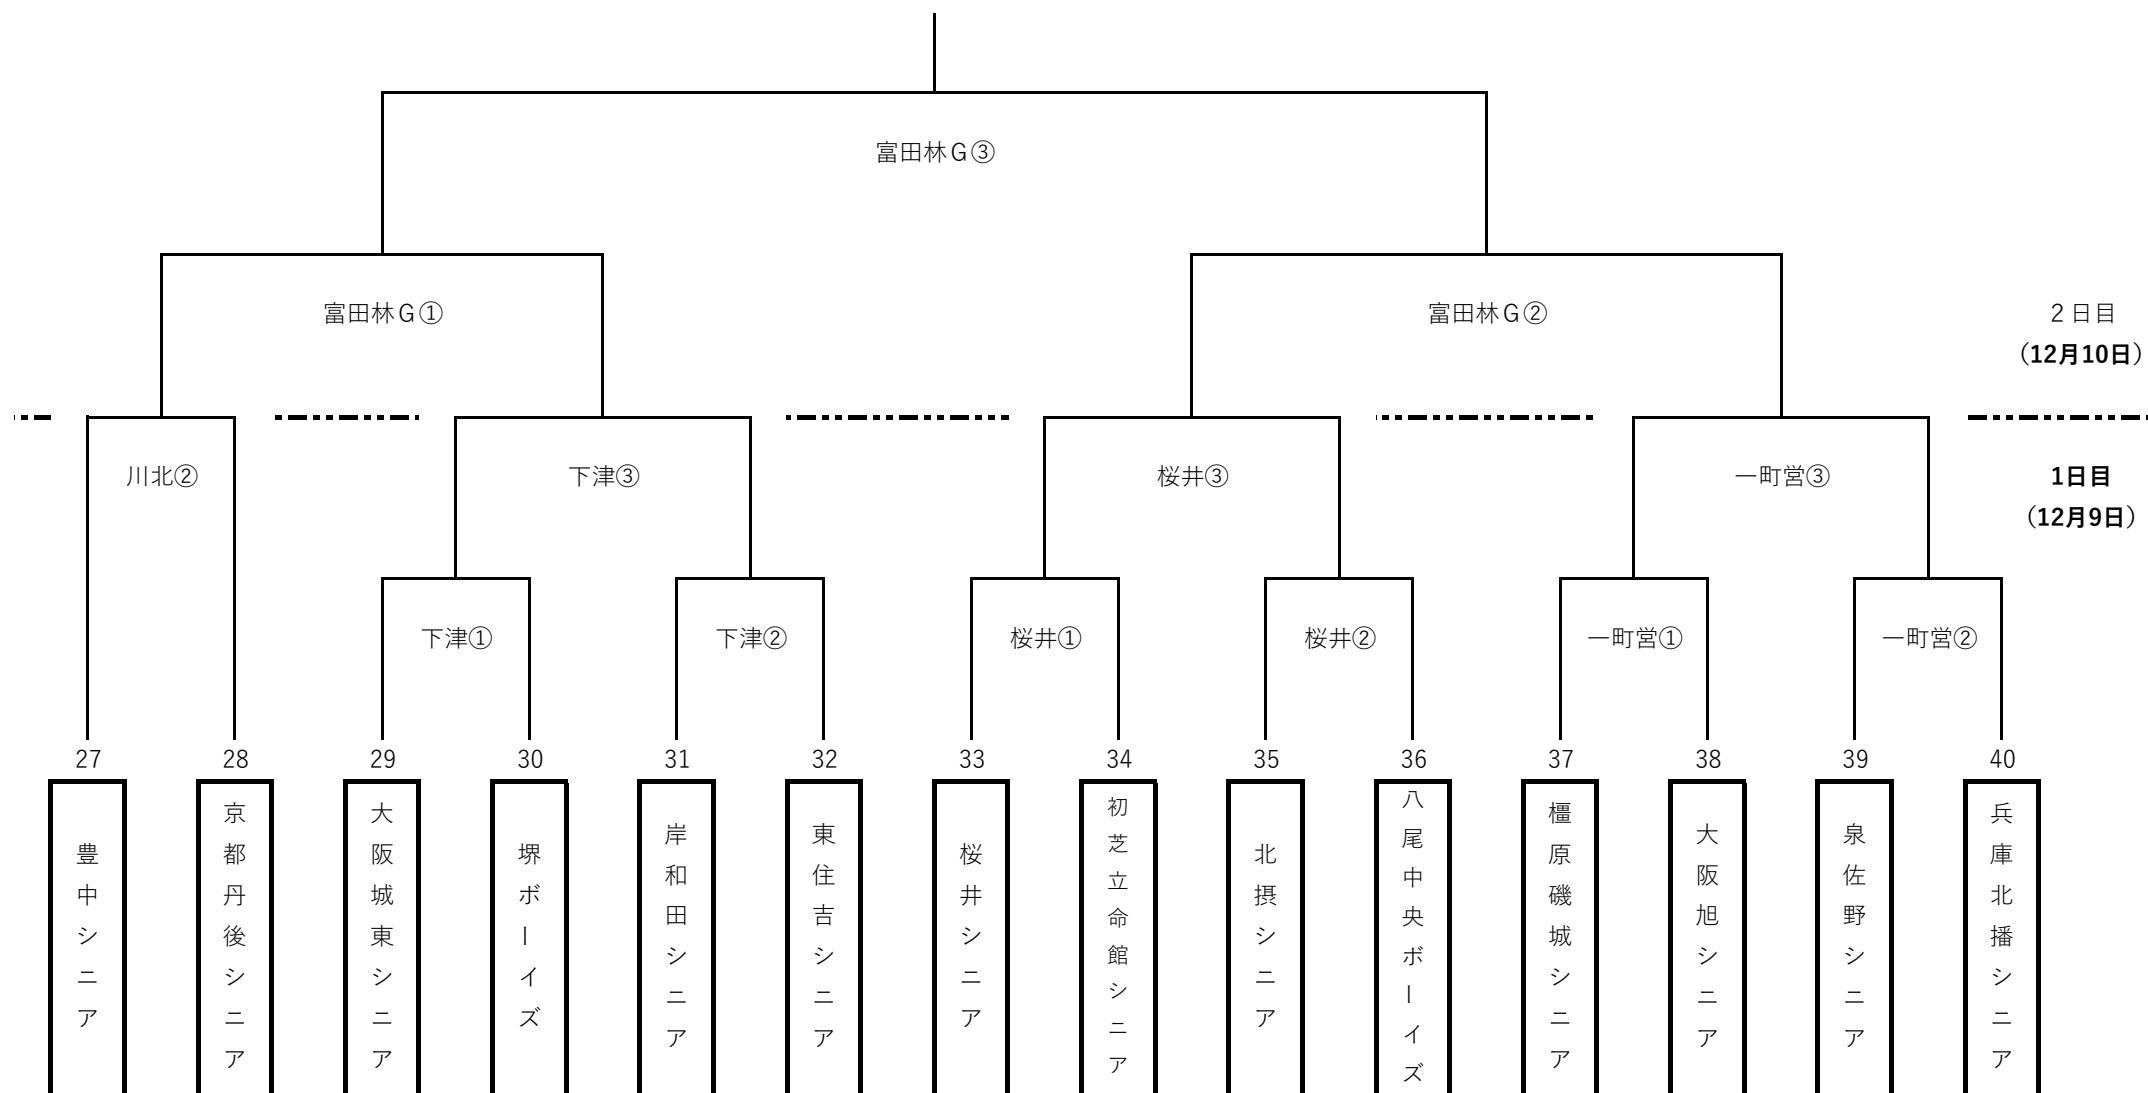 富田林G③
富田林G①
富田林G②
２日目
（12月10日）
川北②
下津③
桜井③
一町営③
1日目
（12月9日）
下津①
下津②
桜井①
桜井②
一町営①
一町営②
27
28
29
30
31
32
33
34
35
36
37
38
39
40
豊中シニア
京都丹後シニア
大阪城東シニア
堺ボーイズ
岸和田シニア
東住吉シニア
桜井シニア
初芝立命館シニア
北摂シニア
八尾中央ボーイズ
橿原磯城シニア
大阪旭シニア
泉佐野シニア
兵庫北播シニア